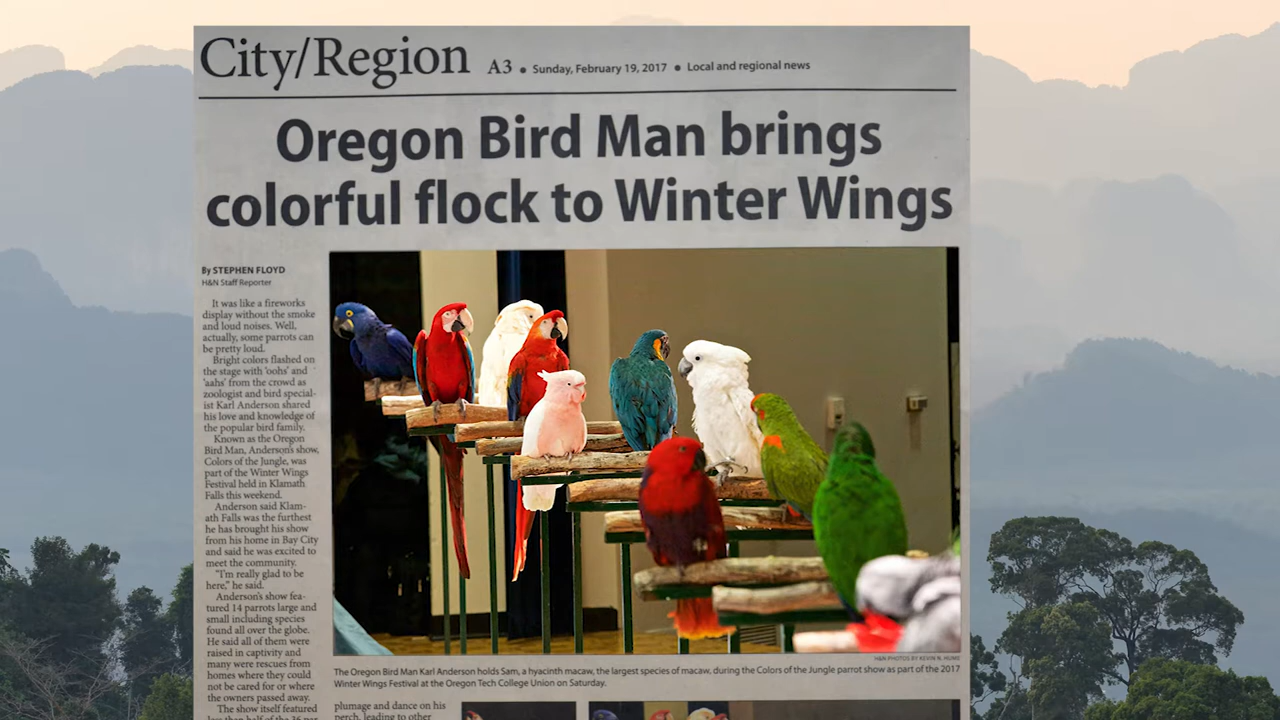 City/Region A3 • Sunday, February 19, 2017 • Local and regional news
Oregon Bird Man brings
colorful flock to Winter Wings
By STEPHEN FLOYD
H&N Staff Reporter
It was like a fireworks
display without the smoke
and loud noises. Well,
actually, some parrots can
be pretty loud.
Bright colors flashed on
the stage with 'oohs' and
'aahs' from the crowd as
zoologist and bird special-
ist Karl Anderson shared
his love and knowledge of
the popular bird family.
Known as the Oregon
Bird Man, Anderson's show,
Colors of the Jungle, was
part of the Winter Wings
Festival held in Klamath
Falls this weekend.
Anderson said Klam-
ath Falls was the furthest
he has brought his show
from his home in Bay City
and said he was excited to
meet the community.
"I'm really glad to be
here," he said.
Anderson's show fea-
tured 14 parrots large and
small including species
found all over the globe.
He said all of them were
raised in captivity and
many were rescues from
homes where they could
not be cared for or where
the owners passed away.
The show itself featured
less than half of the 36 par
H&N PHOTOS BY KEVIN N. HUME
The Oregon Bird Man Karl Anderson holds Sam, a hyacinth macaw, the largest species of macaw, during the Colors of the Jungle parrot show as part of the 2017
Winter Wings Festival at the Oregon Tech College Union on Saturday.
plumage and dance on his
perch, leading to other